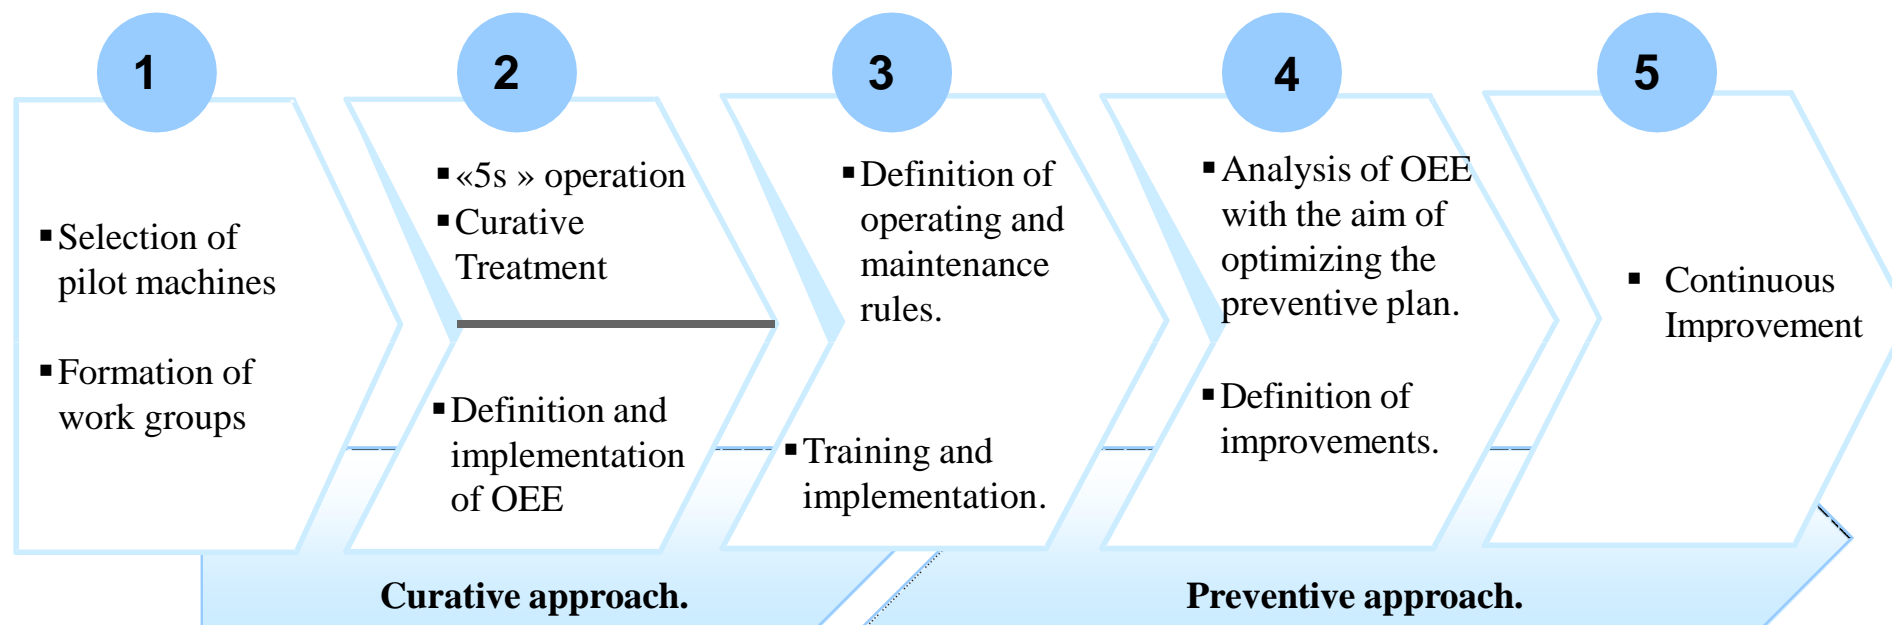 1
▪Selection of
pilot machines
▪Formation of
work groups
2
▪«5s » operation
▪Curative
Treatment
▪Definition and
implementation
of OEE
3
▪Definition of
operating and
maintenance
rules.
▪Training and
implementation.
4
▪Analysis of OEE
with the aim of
optimizing the
preventive plan.
▪Definition of
improvements.
5
▪ Continuous
Improvement
Curative approach.
Preventive approach.